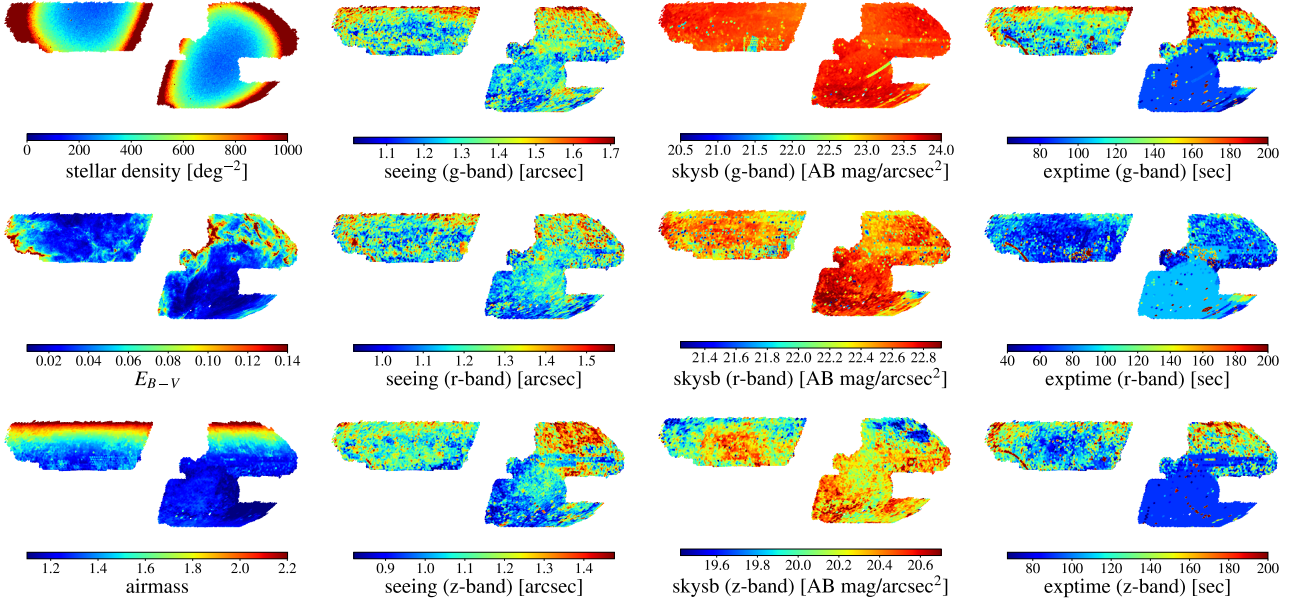 0 200 400 600 800 1000
stellar density [deg⁻²]
1.1 1.2 1.3 1.4 1.5 1.6 1.7
seeing (g-band) [arcsec]
20.5 21.0 21.5 22.0 22.5 23.0 23.5 24.0
skysb (g-band) [AB mag/arcsec²]
80 100 120 140 160 180 200
exptime (g-band) [sec]
0.02 0.04 0.06 0.08 0.10 0.12 0.14
E_{B−V}
1.0 1.1 1.2 1.3 1.4 1.5
seeing (r-band) [arcsec]
21.4 21.6 21.8 22.0 22.2 22.4 22.6 22.8
skysb (r-band) [AB mag/arcsec²]
40 60 80 100 120 140 160 180 200
exptime (r-band) [sec]
1.2 1.4 1.6 1.8 2.0 2.2
airmass
0.9 1.0 1.1 1.2 1.3 1.4
seeing (z-band) [arcsec]
19.6 19.8 20.0 20.2 20.4 20.6
skysb (z-band) [AB mag/arcsec²]
80 100 120 140 160 180 200
exptime (z-band) [sec]